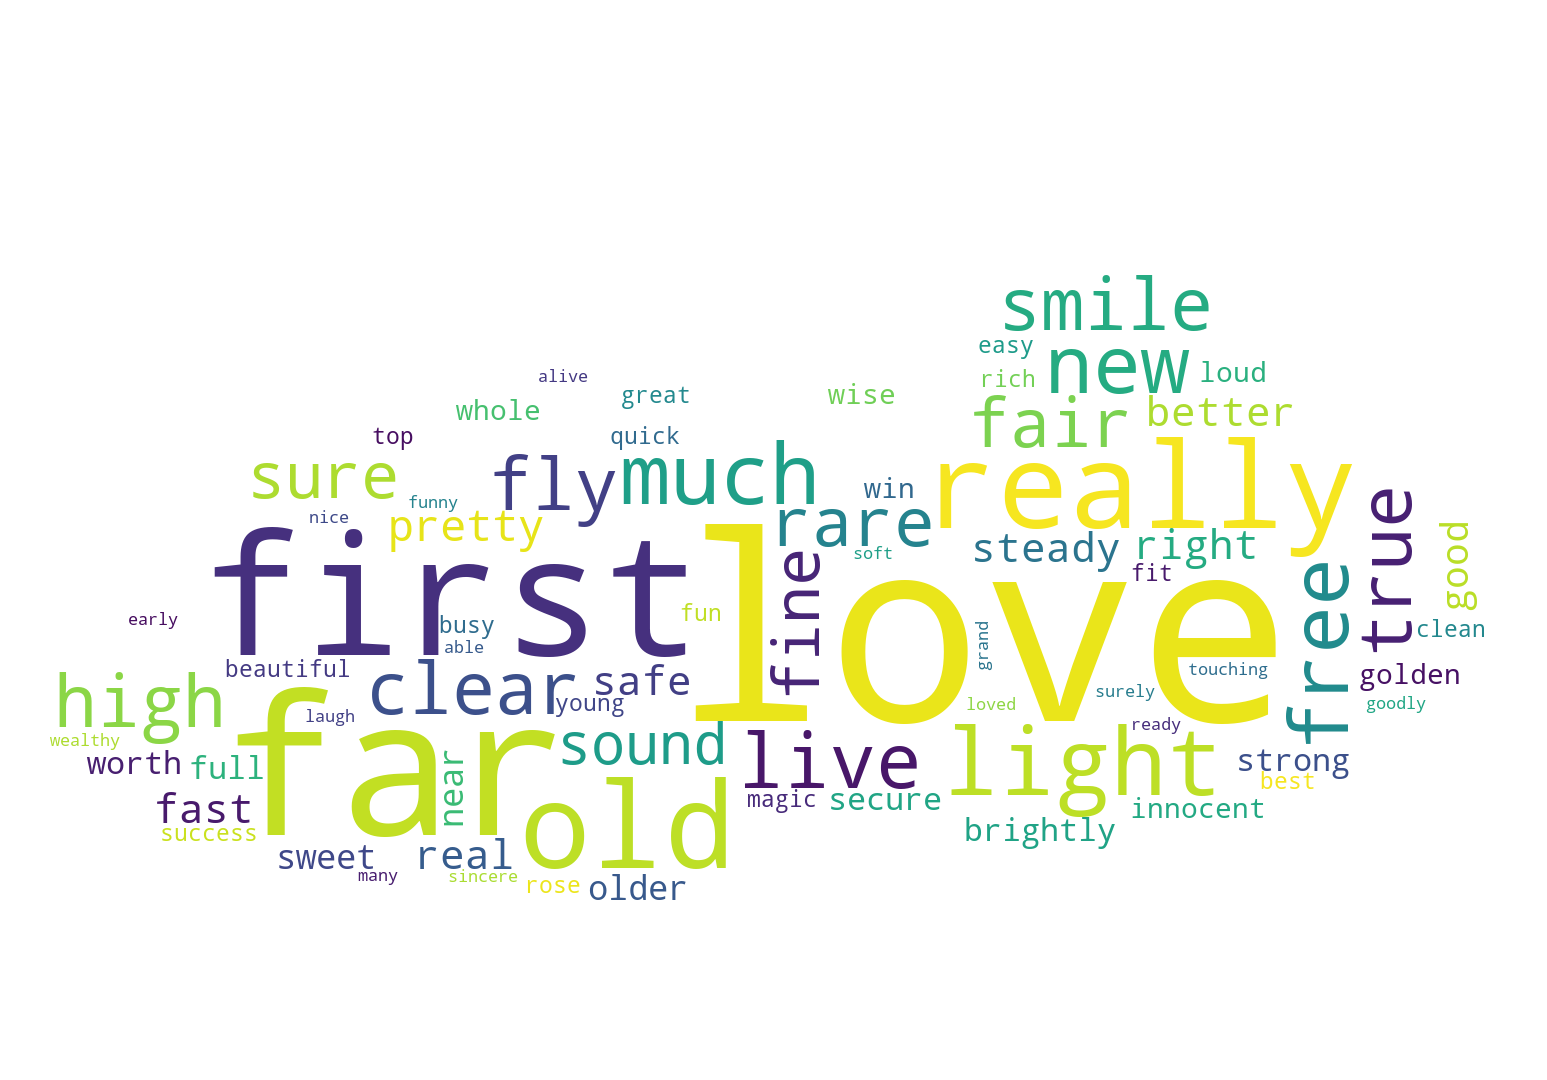 smile
easy
new
loud
rich
alive
great
wise
whole
fair
better
top
quick
much
really
sure
fly
win
funny
rare
true
nice
pretty
steady
right
good
soft
fit
first
love
fine
free
early
busy
fun
clean
able
grand
beautiful
touching
golden
high
clear
safe
surely
laugh
young
loved
goodly
wealthy
far
sound
ready
worth
full
near
live
light
strong
best
fast
magic
secure
innocent
success
old
brightly
sweet
real
many
sincere
rose
older